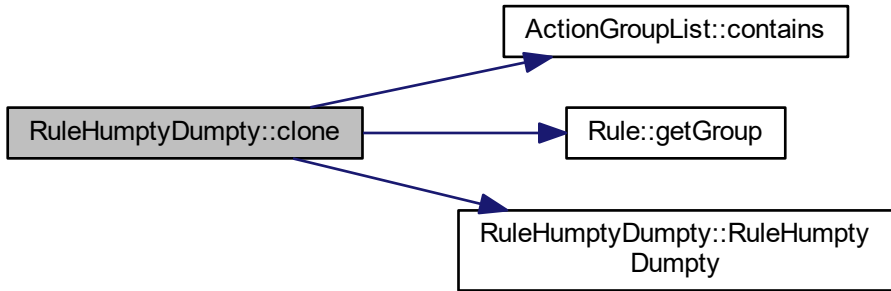 ActionGroupList::contains
RuleHumptyDumpty::clone
Rule::getGroup
RuleHumptyDumpty::RuleHumpty
Dumpty